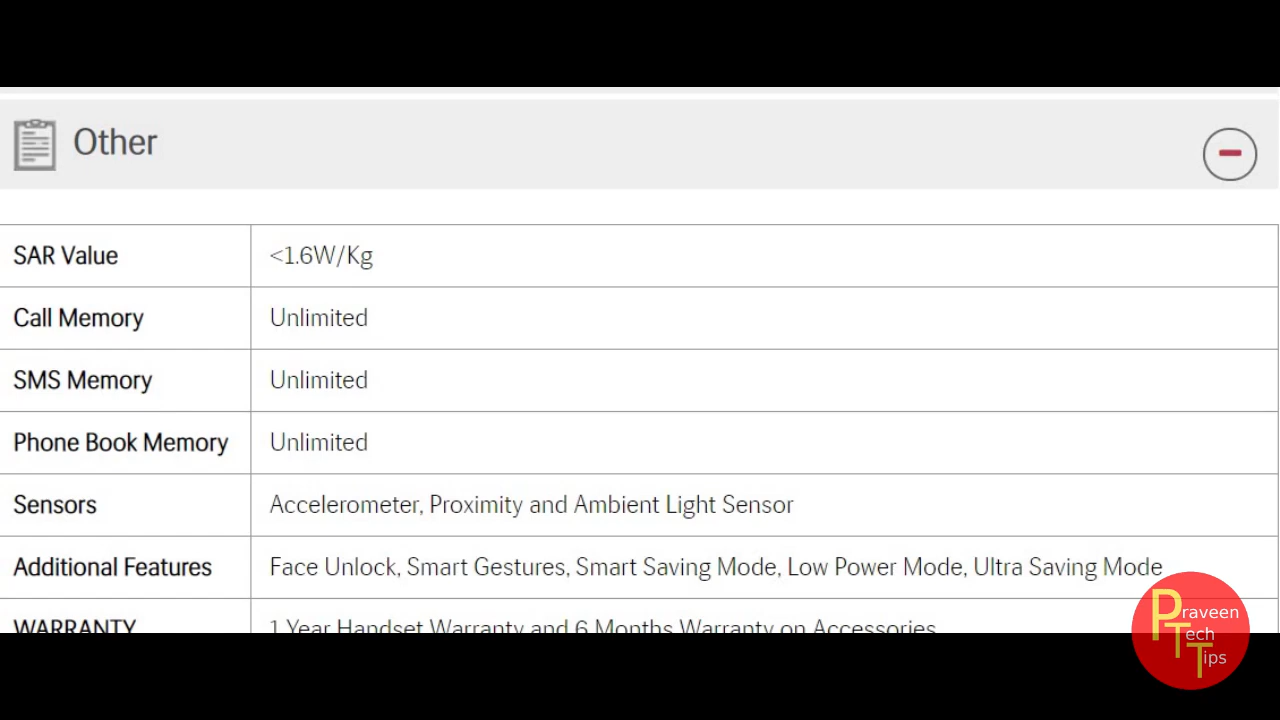 Other
SAR Value <1.6W/Kg
Call Memory Unlimited
SMS Memory Unlimited
Phone Book Memory Unlimited
Sensors Accelerometer, Proximity and Ambient Light Sensor
Additional Features Face Unlock, Smart Gestures, Smart Saving Mode, Low Power Mode, Ultra Saving Mode
WARRANTY 1 Year Handset Warranty and 6 Months Warranty on Accessories
Praveen
Tech
Tips